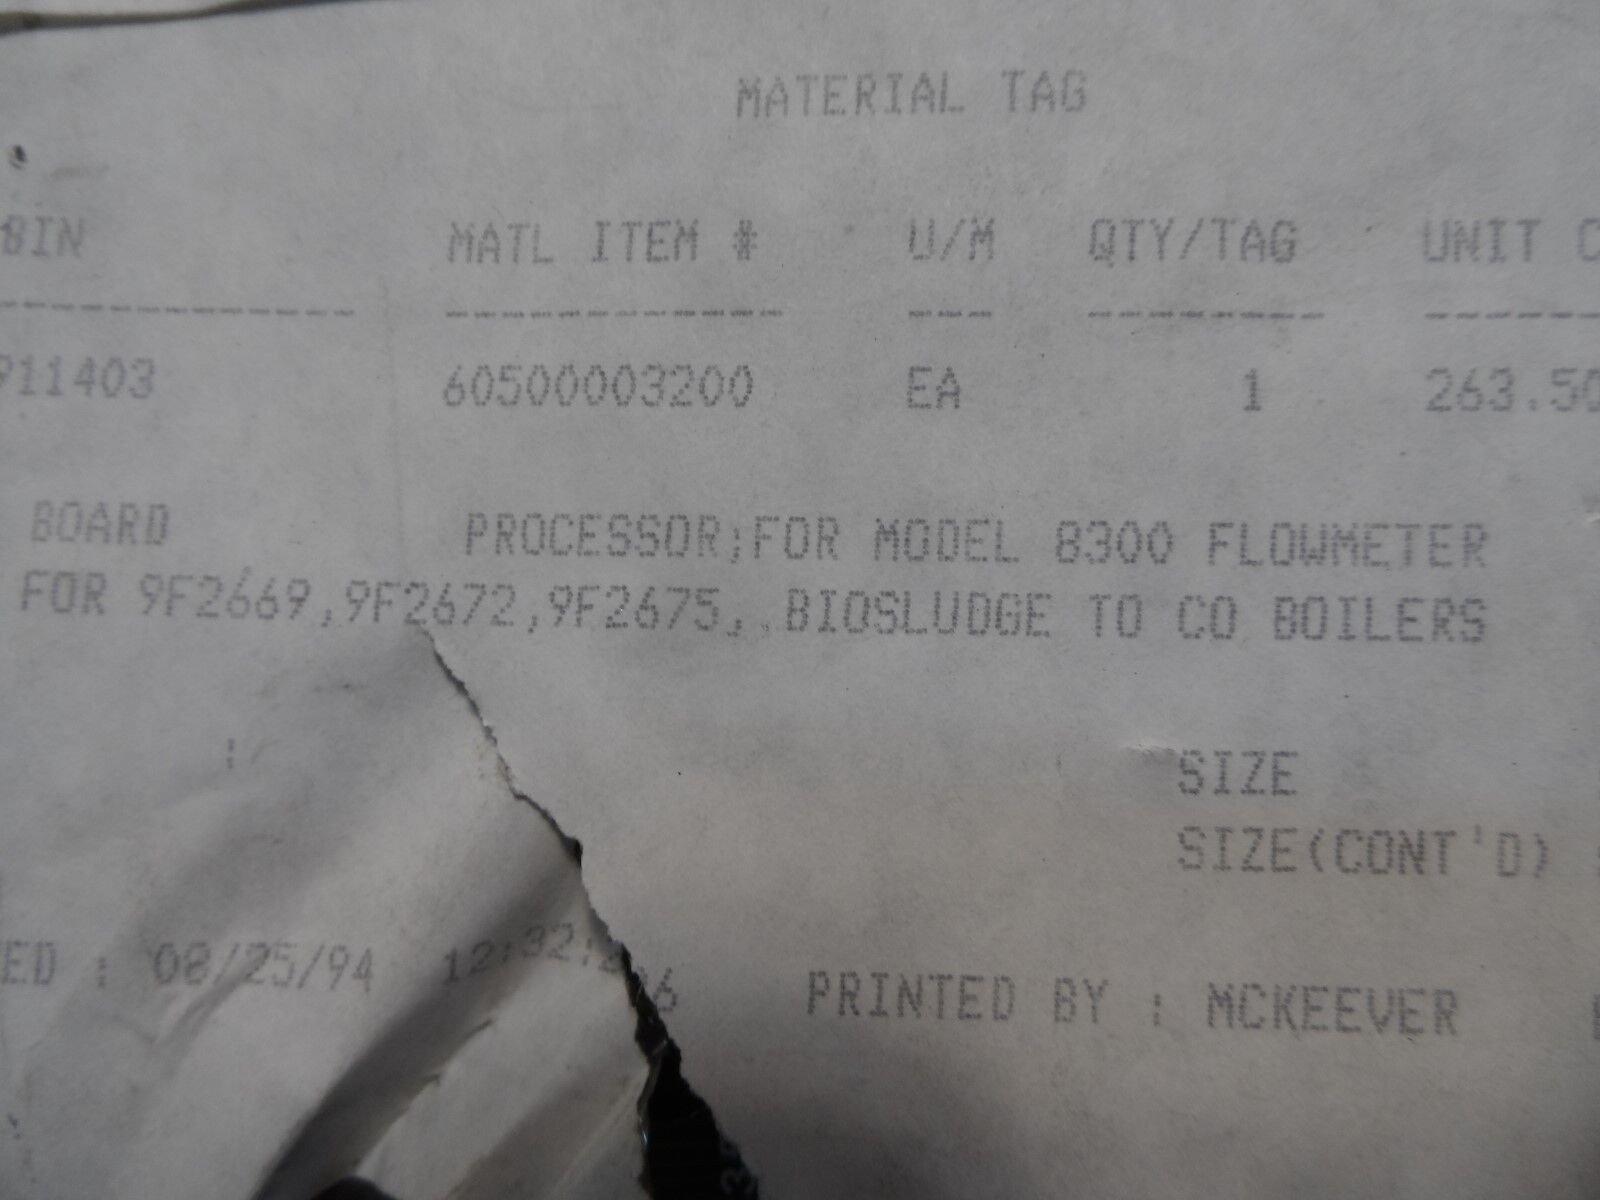 MATERIAL TAG
BIN MATL ITEM # U/M QTY/TAG UNIT C
911403 60500003200 EA 1 263.50
BOARD PROCESSOR;FOR MODEL 8300 FLOWMETER
FOR 9F2669,9F2672,9F2675, BIOSLUDGE TO CO BOILERS
:
SIZE
SIZE(CONT'D)
ED : 08/25/94 12:32: PRINTED BY : MCKEEVER